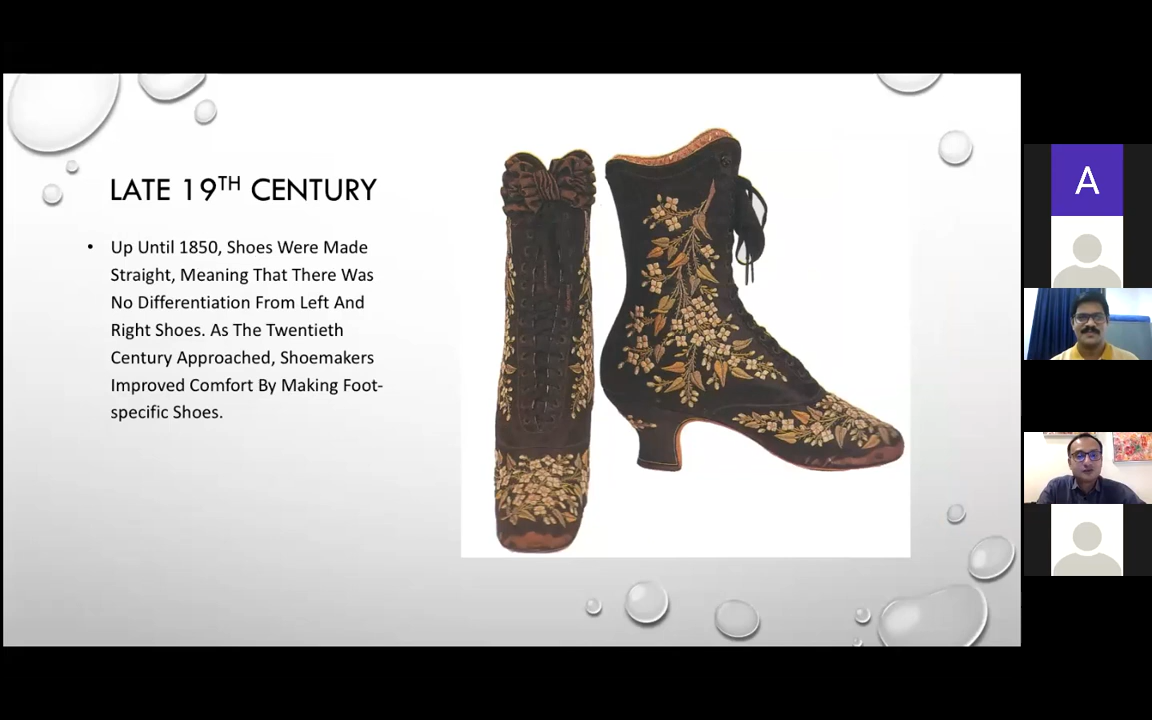 LATE 19TH CENTURY
• Up Until 1850, Shoes Were Made
Straight, Meaning That There Was
No Differentiation From Left And
Right Shoes. As The Twentieth
Century Approached, Shoemakers
Improved Comfort By Making Foot-
specific Shoes.
A